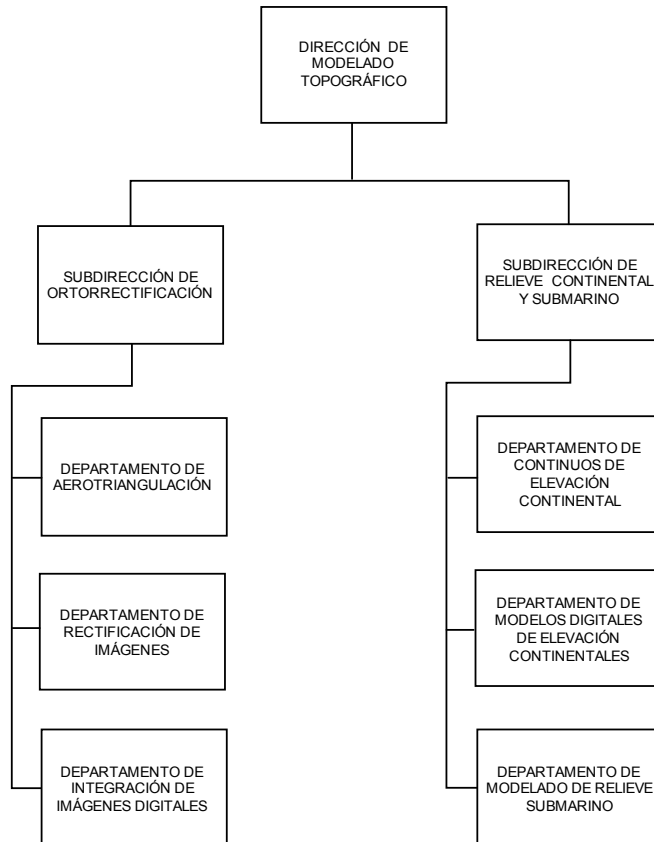 DIRECCIÓN DE
MODELADO
TOPOGRÁFICO
SUBDIRECCIÓN DE
ORTORRECTIFICACIÓN
SUBDIRECCIÓN DE
RELIEVE CONTINENTAL
Y SUBMARINO
DEPARTAMENTO DE
AEROTRIANGULACIÓN
DEPARTAMENTO DE
RECTIFICACIÓN DE
IMÁGENES
DEPARTAMENTO DE
INTEGRACIÓN DE
IMÁGENES DIGITALES
DEPARTAMENTO DE
CONTINUOS DE
ELEVACIÓN
CONTINENTAL
DEPARTAMENTO DE
MODELOS DIGITALES
DE ELEVACIÓN
CONTINENTALES
DEPARTAMENTO DE
MODELADO DE RELIEVE
SUBMARINO